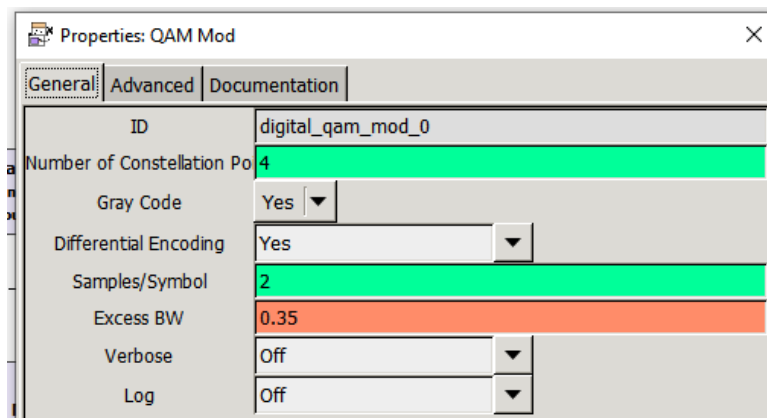 Properties: QAM Mod
General Advanced Documentation
ID digital_qam_mod_0
Number of Constellation Po 4
Gray Code Yes
Differential Encoding Yes
Samples/Symbol 2
Excess BW 0.35
Verbose Off
Log Off